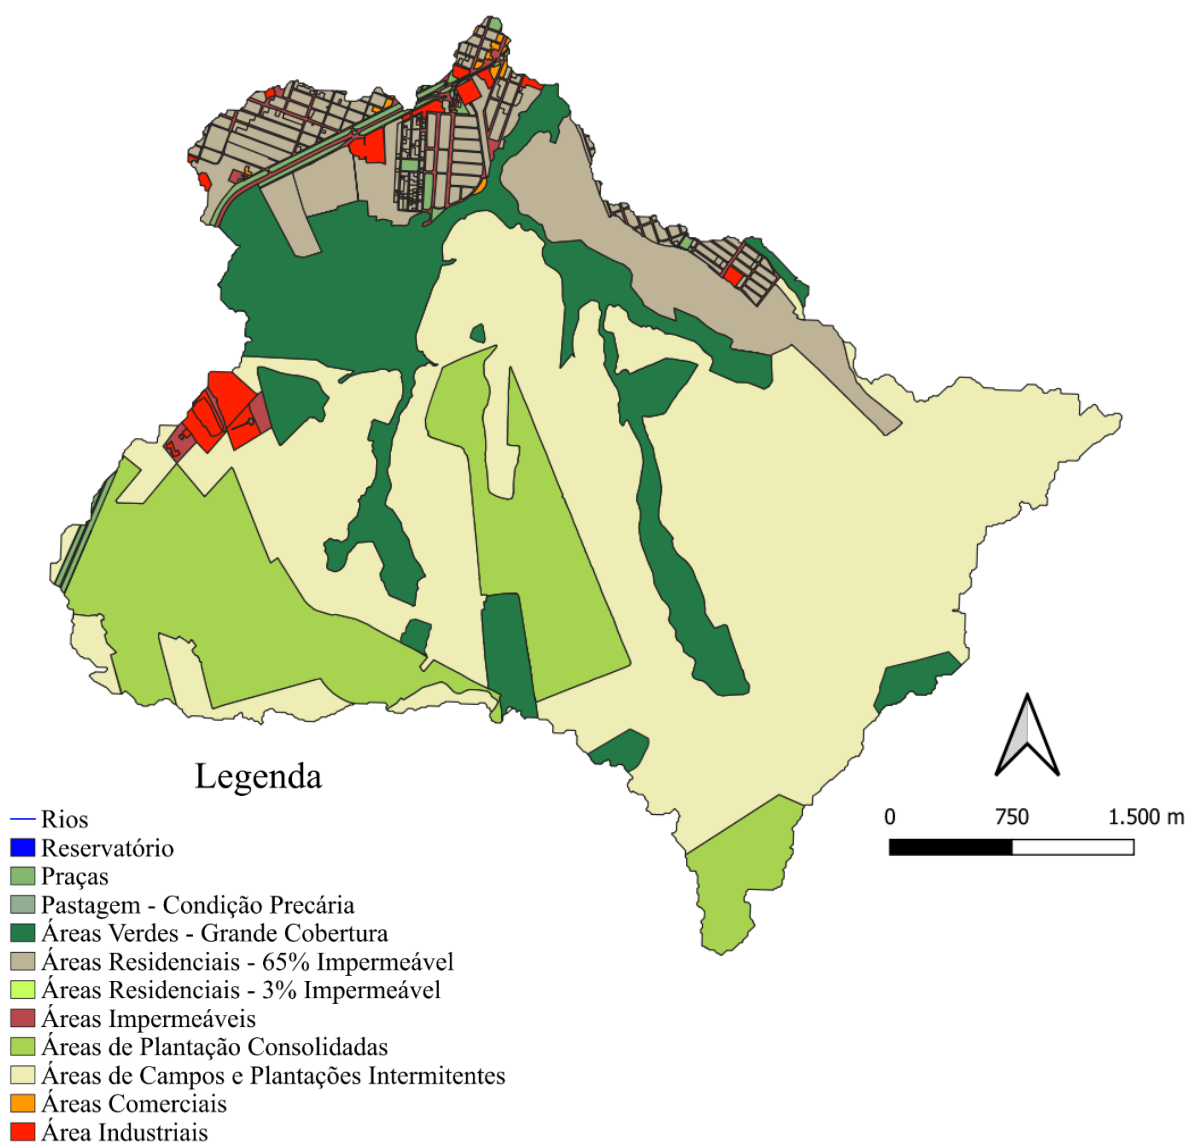 Legenda
0 750 1.500 m
Rios
Reservatório
Praças
Pastagem - Condição Precária
Áreas Verdes - Grande Cobertura
Áreas Residenciais - 65% Impermeável
Áreas Residenciais - 3% Impermeável
Áreas Impermeáveis
Áreas de Plantação Consolidadas
Áreas de Campos e Plantações Intermitentes
Áreas Comerciais
Área Industriais